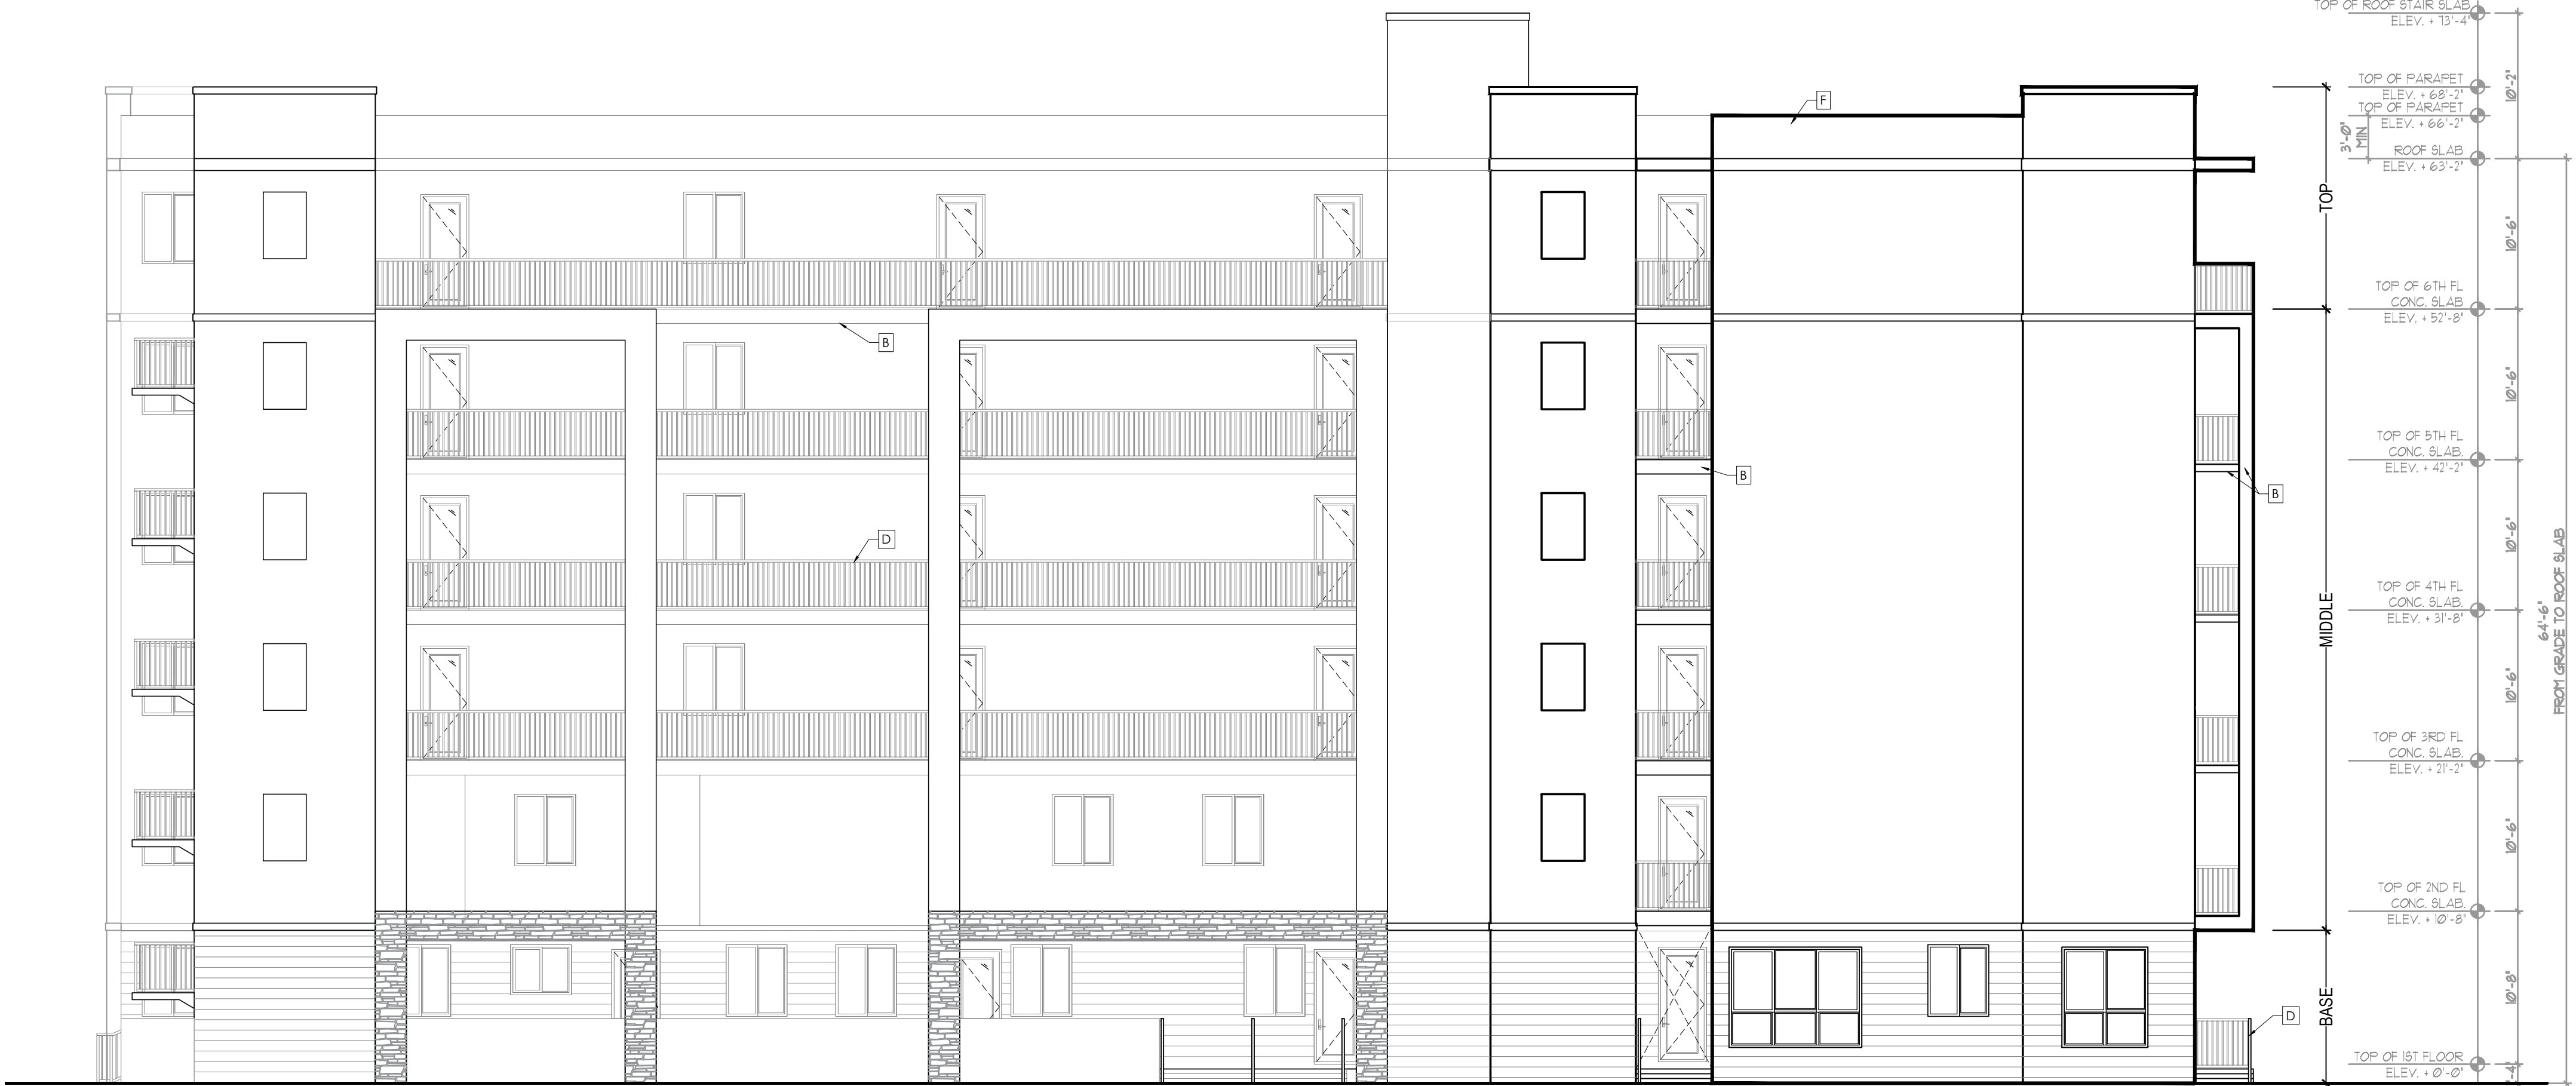 TOP OF ROOF STAIR SLAB
ELEV. + 73'-4"
TOP OF PARAPET
ELEV. + 68'-2"
TOP OF PARAPET
ELEV. + 66'-2"
ROOF SLAB
ELEV. + 63'-2"
3'-0"
MIN
10'-2"
F
TOP
10'-6"
TOP OF 6TH FL
CONC. SLAB
ELEV. + 52'-8"
B
10'-6"
TOP OF 5TH FL
CONC. SLAB.
ELEV. + 42'-2"
B
B
10'-6"
D
TOP OF 4TH FL
CONC. SLAB.
ELEV. + 31'-8"
MIDDLE
64'-6"
FROM GRADE TO ROOF SLAB
10'-6"
TOP OF 3RD FL
CONC. SLAB.
ELEV. + 21'-2"
10'-6"
TOP OF 2ND FL
CONC. SLAB.
ELEV. + 10'-8"
10'-8"
BASE
D
TOP OF 1ST FLOOR
ELEV. + 0'-0"